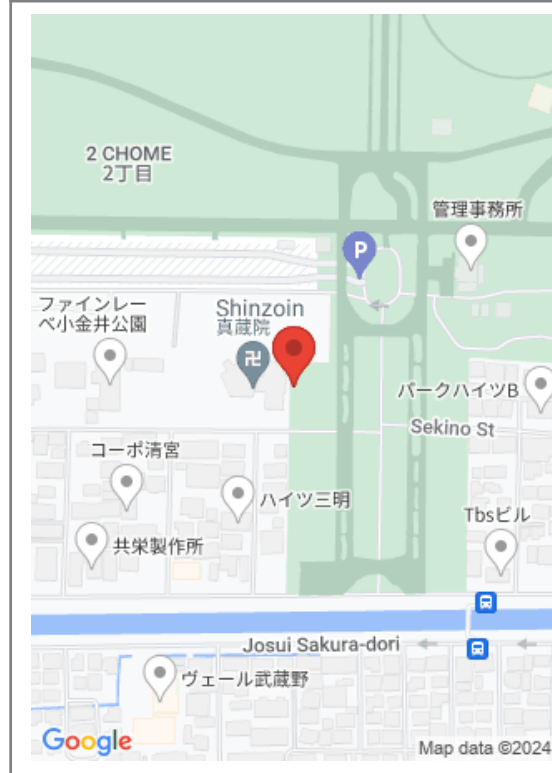 2 CHOME
2丁目
管理事務所
P
ファインレー
ベ小金井公園
Shinzoin
真蔵院
卍
パークハイツB
Sekino St
コーポ清宮
ハイツ三明
Tbsビル
共栄製作所
Josui Sakura-dori
ヴェール武蔵野
Google
Map data ©2024